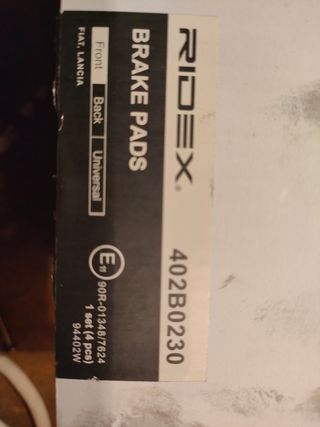 RIDEX®
402B0230
BRAKE PADS
Front Back Universal
FIAT, LANCIA
E11 90R-01348/7624
1 set (4 pcs)
94402W